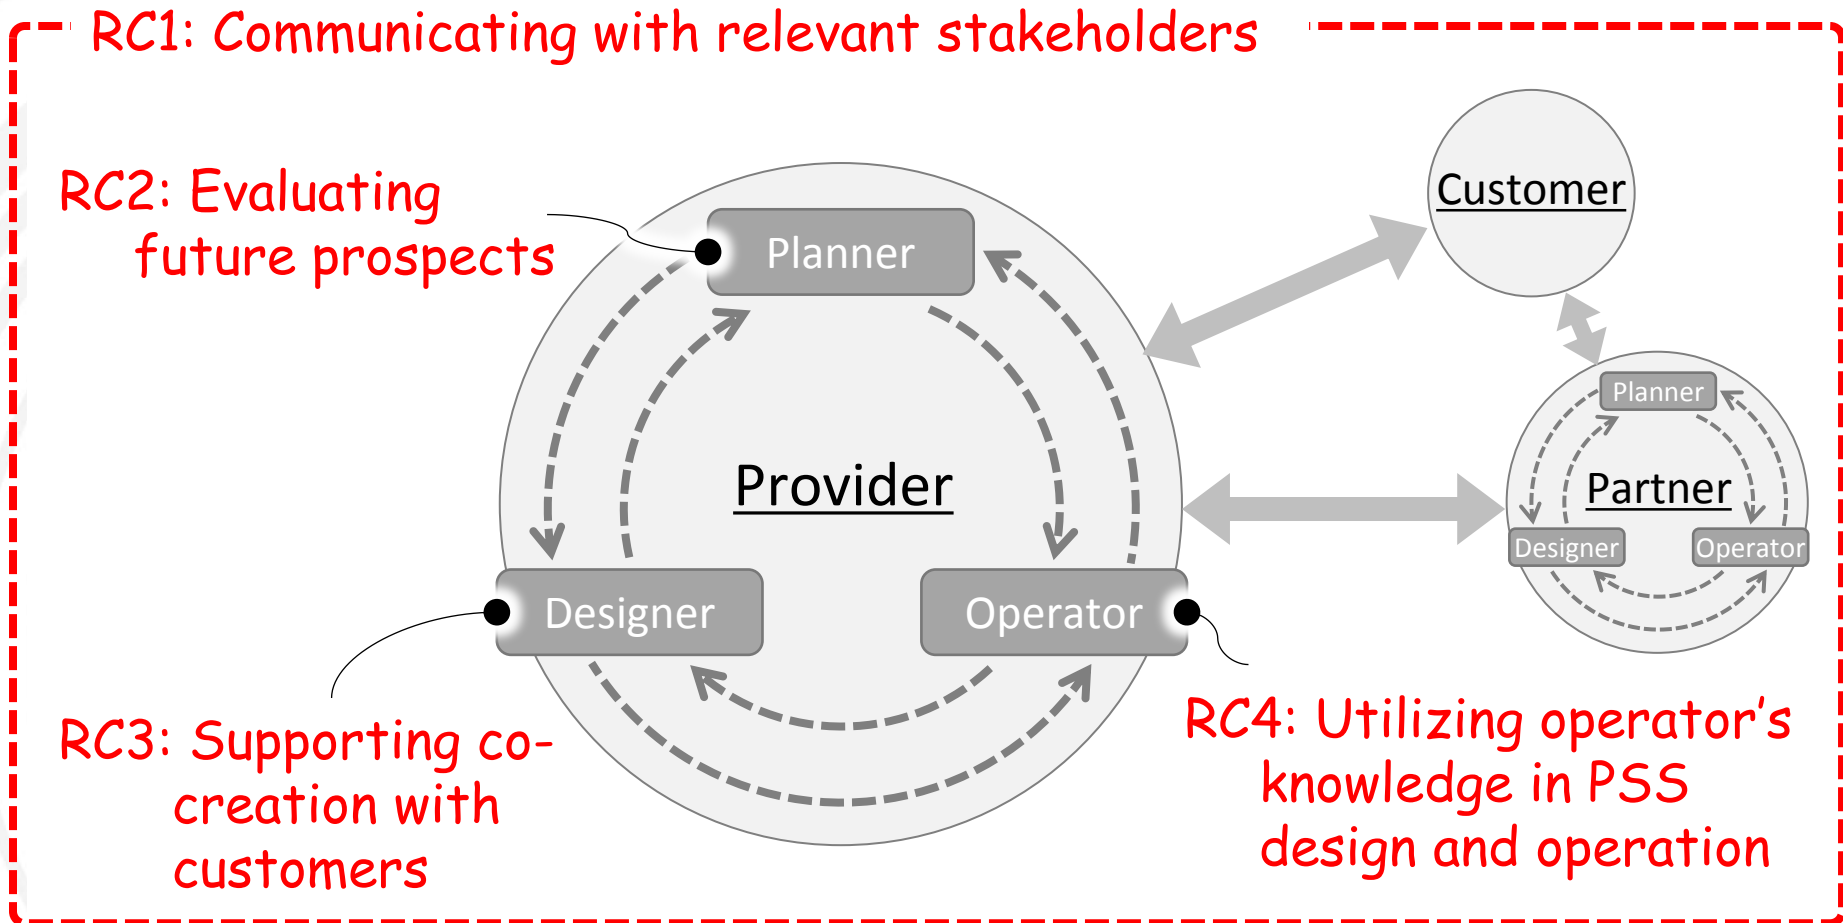 RC1: Communicating with relevant stakeholders
RC2: Evaluating
future prospects
Planner
Customer
Provider
Planner
Partner
Designer
Operator
Designer
Operator
RC3: Supporting co-
creation with
customers
RC4: Utilizing operator’s
knowledge in PSS
design and operation